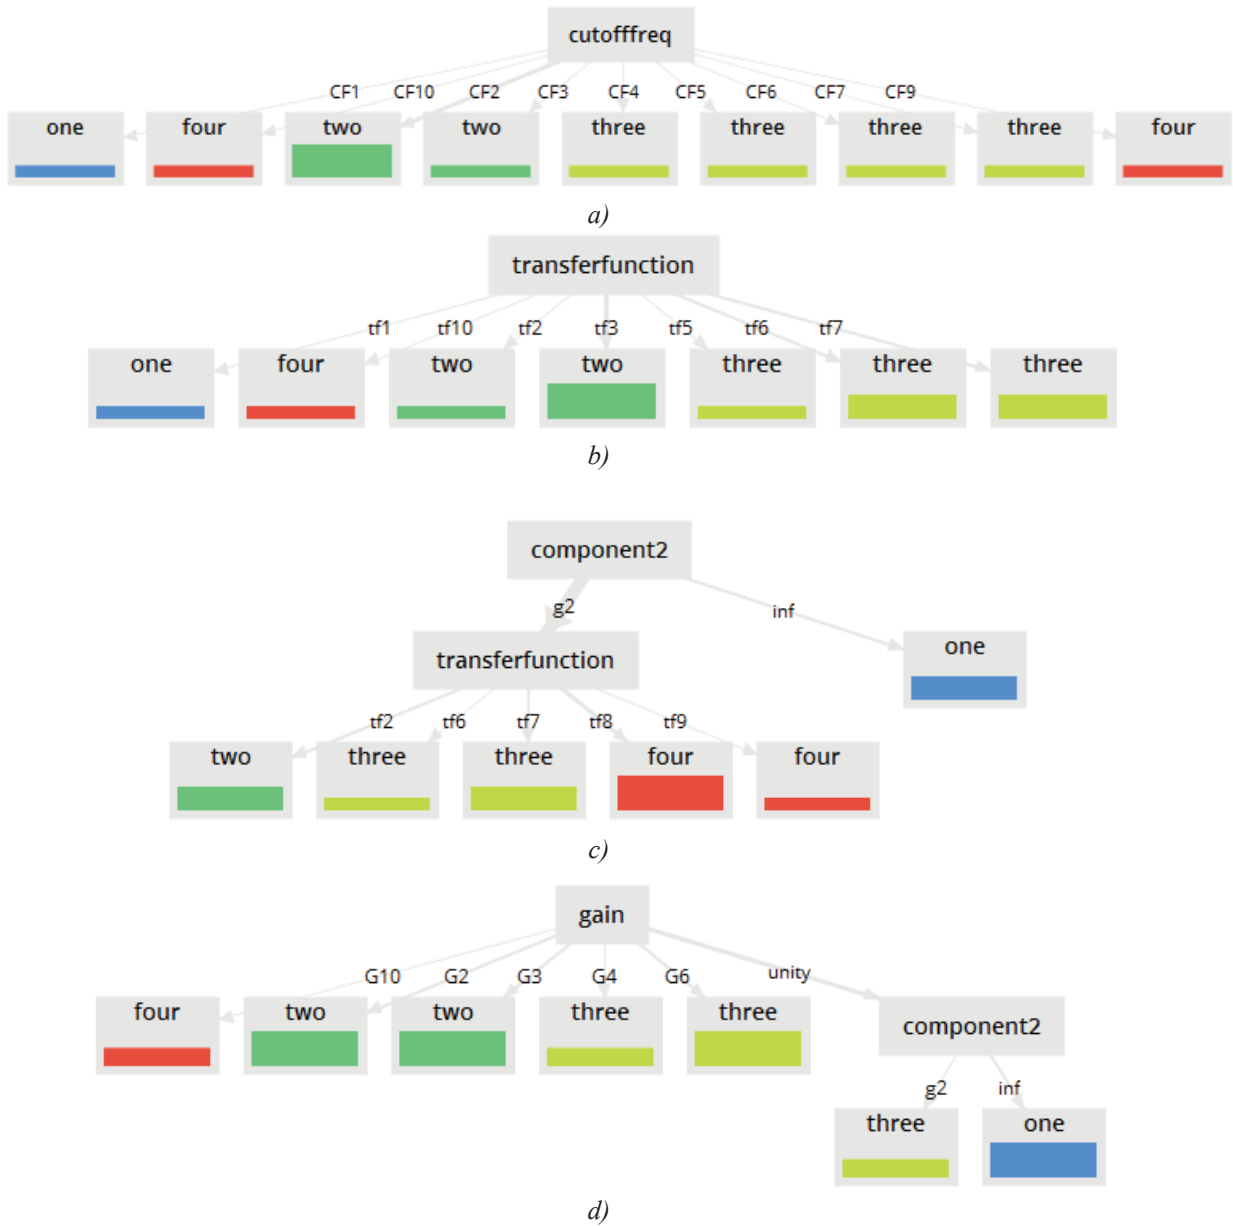 cutofffreq
CF1 CF10 CF2 CF3 CF4 CF5 CF6 CF7 CF9
one four two two three three three three four
a)
transferfunction
tf1 tf10 tf2 tf3 tf5 tf6 tf7
one four two two three three three
b)
component2
g2 inf
one
transferfunction
tf2 tf6 tf7 tf8 tf9
two three three four four
c)
gain
G10 G2 G3 G4 G6 unity
four two two three three
component2
g2 inf
three one
d)